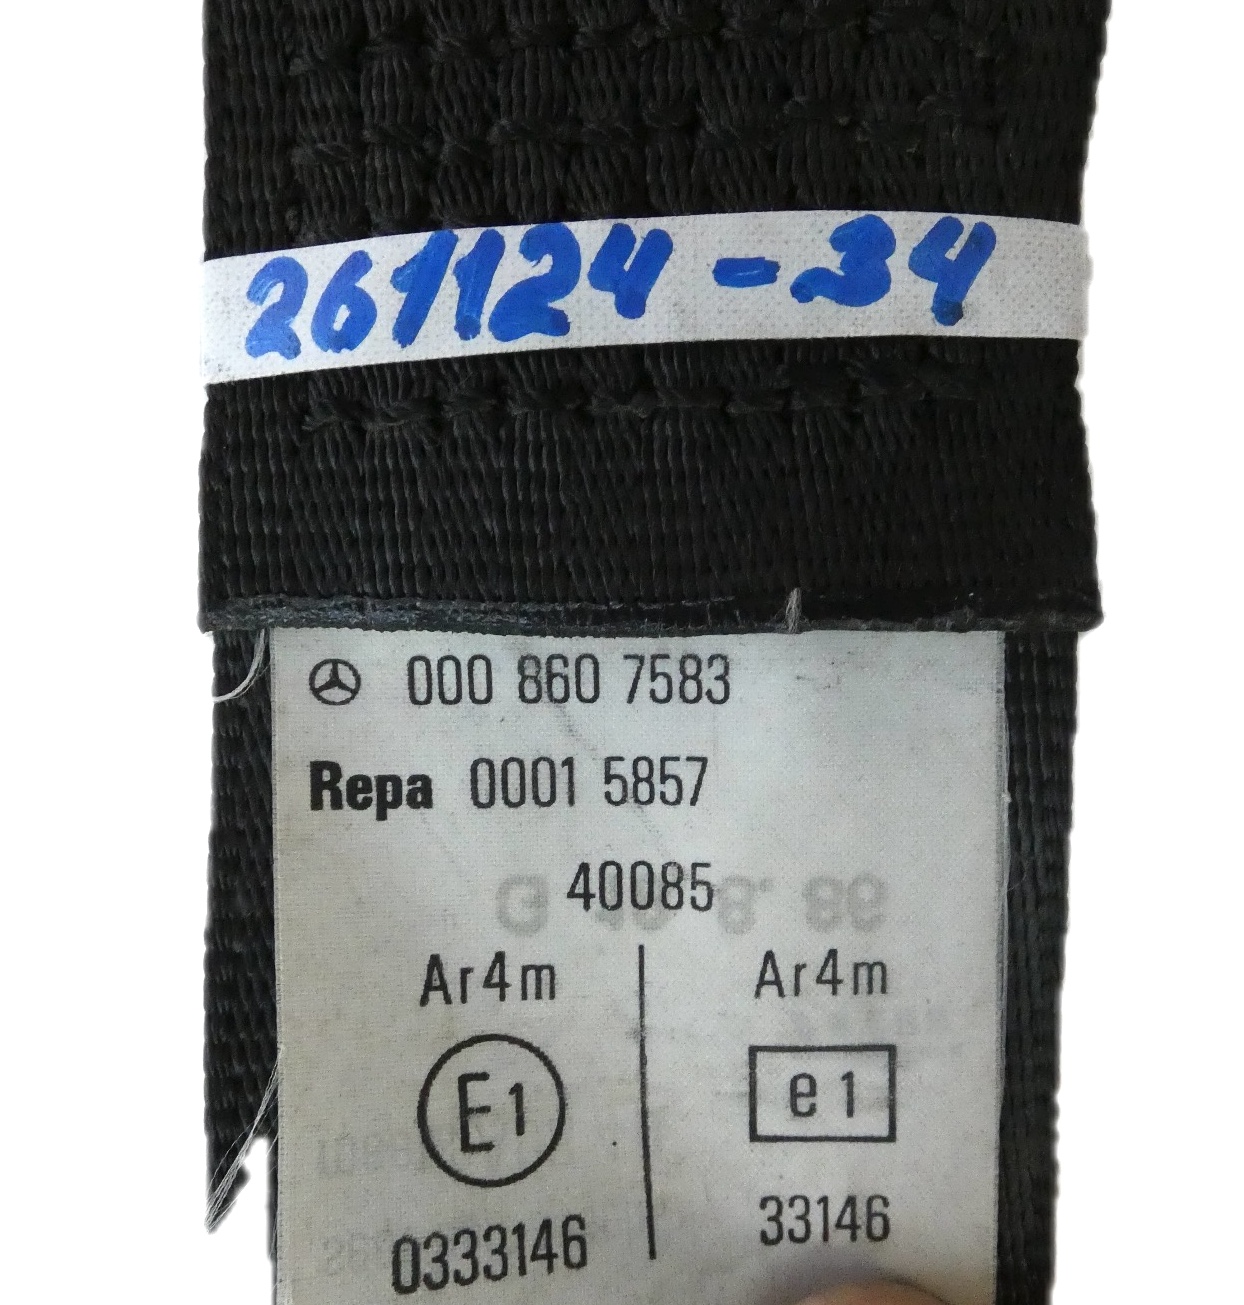 261124-34
000 860 7583
Repa 0001 5857
40085
Ar4m Ar4m
E1 e1
0333146 33146